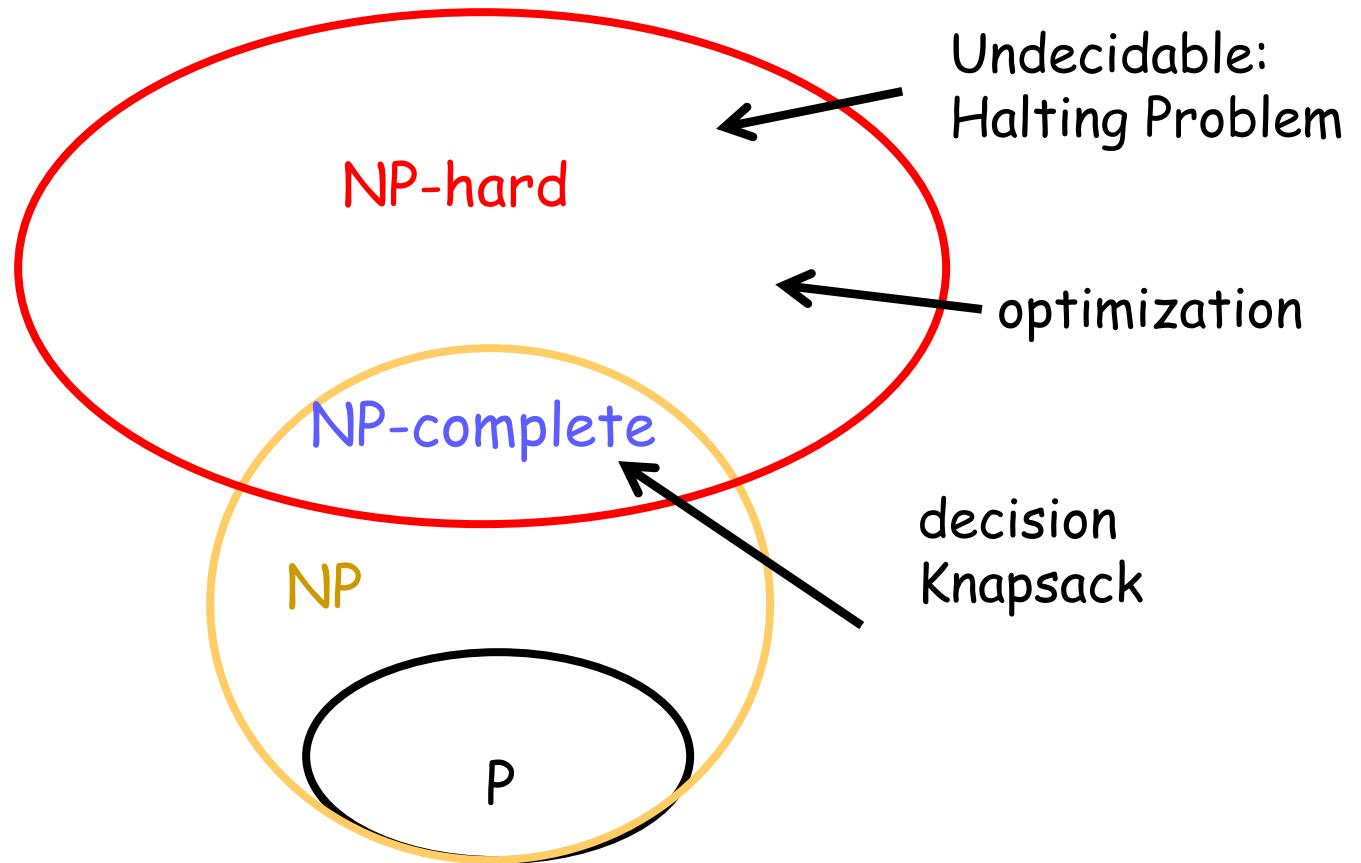 Undecidable:
Halting Problem
NP-hard
optimization
NP-complete
decision
Knapsack
NP
P